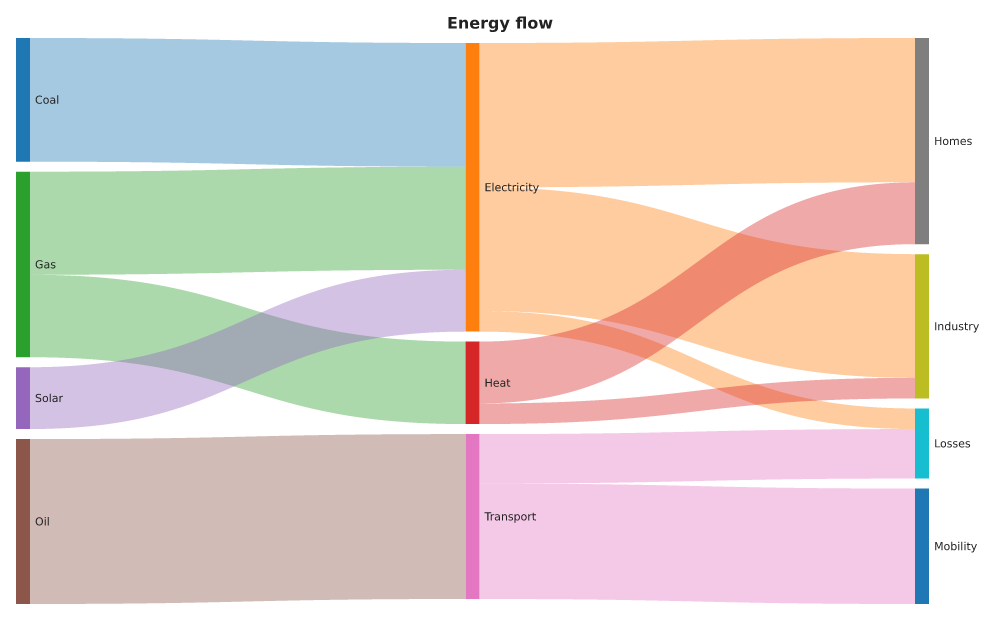 Energy flow
Coal
Gas
Solar
Oil
Electricity
Heat
Transport
Homes
Industry
Losses
Mobility